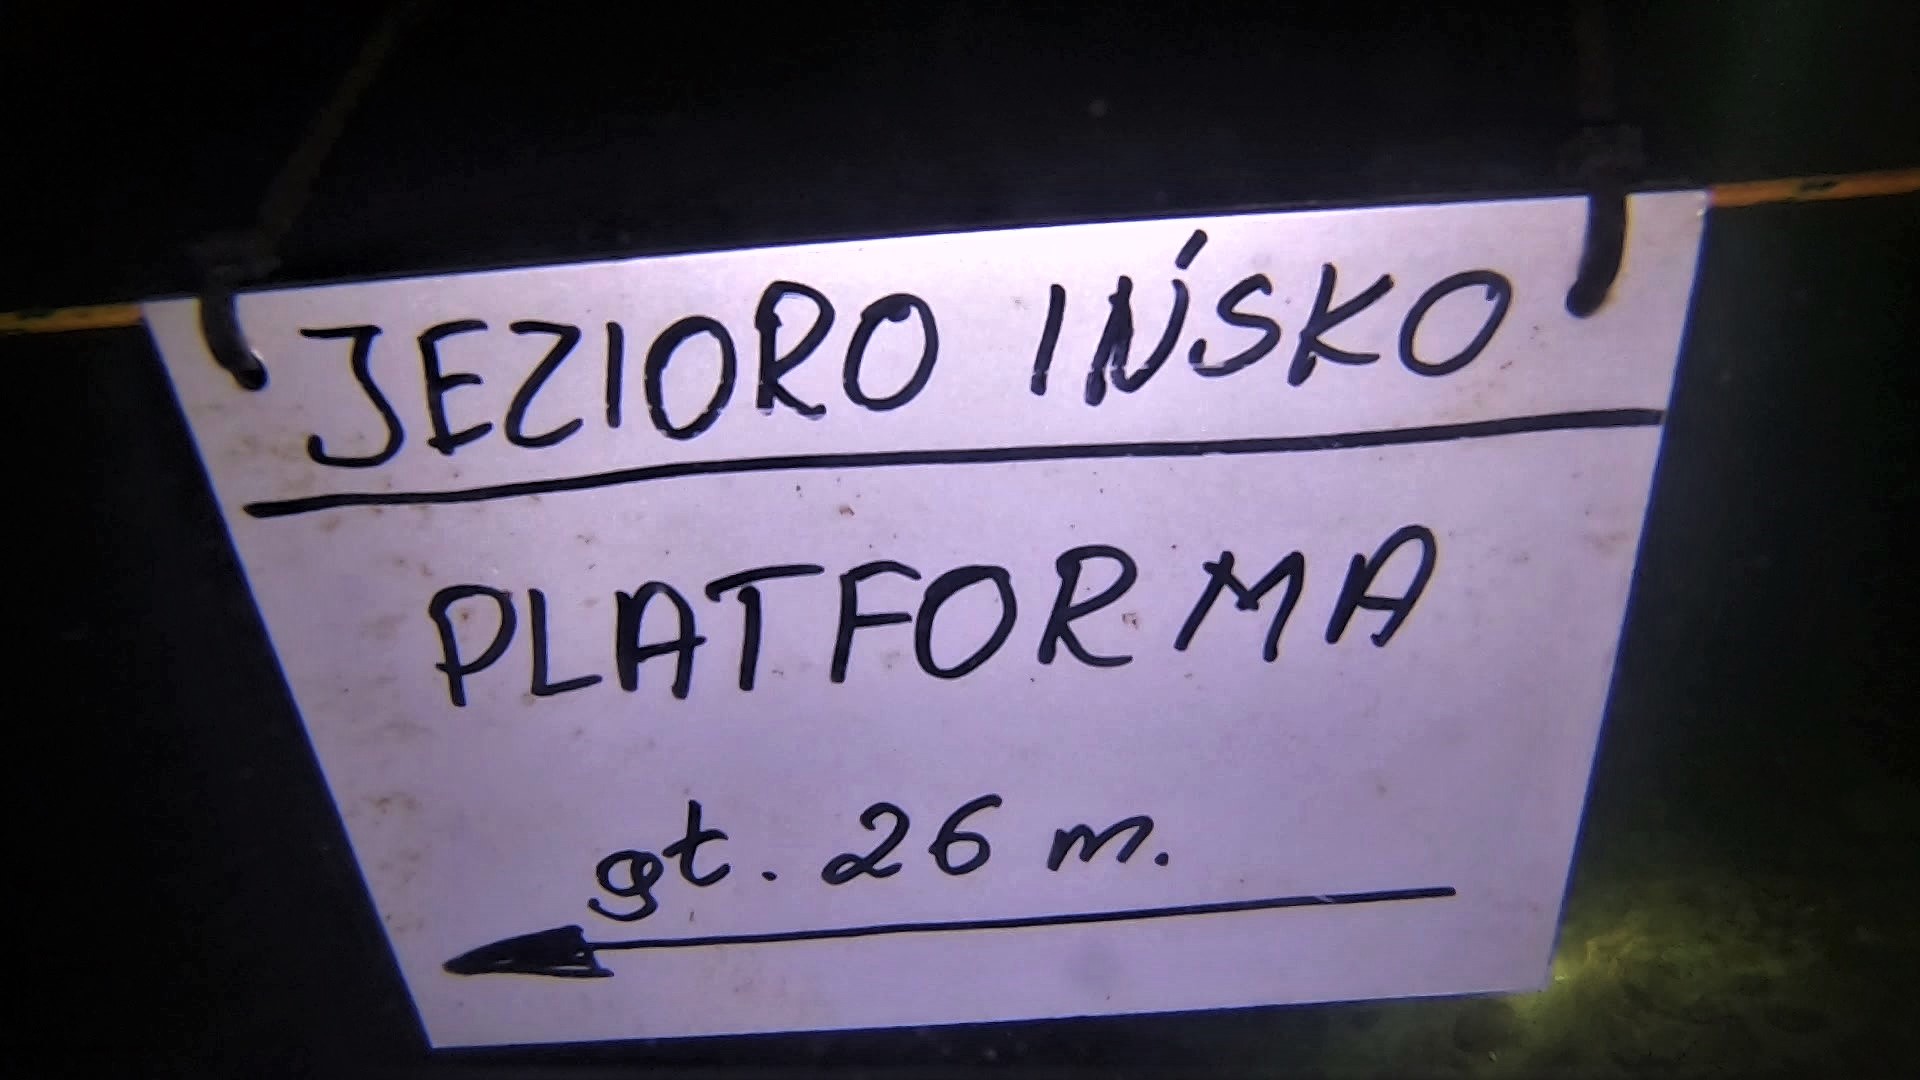 JEZIORO IŃSKO
PLATFORMA
gł. 26 m.